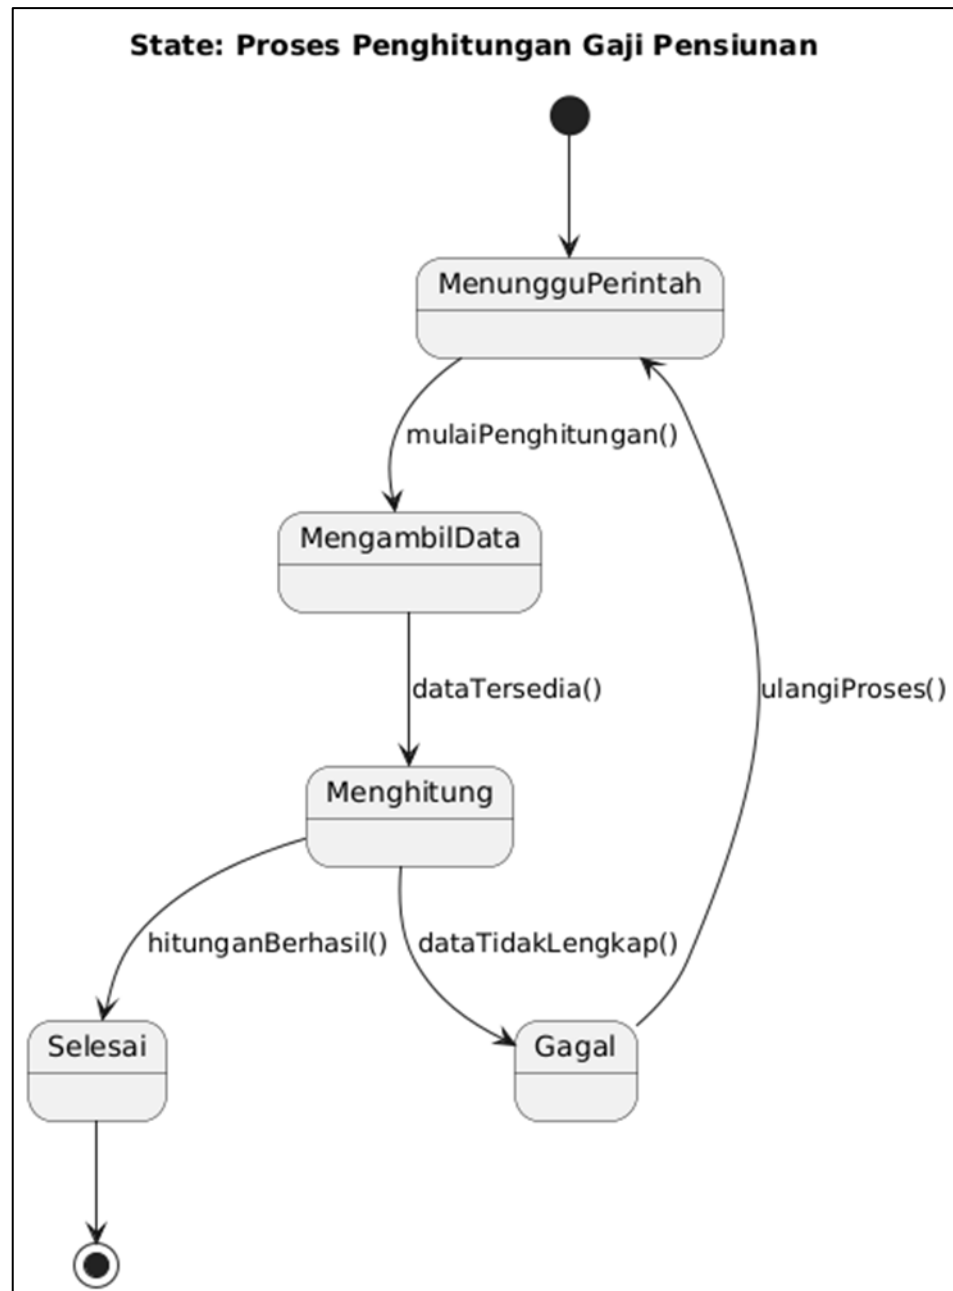 State: Proses Penghitungan Gaji Pensiunan
MenungguPerintah
mulaiPenghitungan()
MengambilData
dataTersedia()
ulangiProses()
Menghitung
hitunganBerhasil()
dataTidakLengkap()
Selesai
Gagal